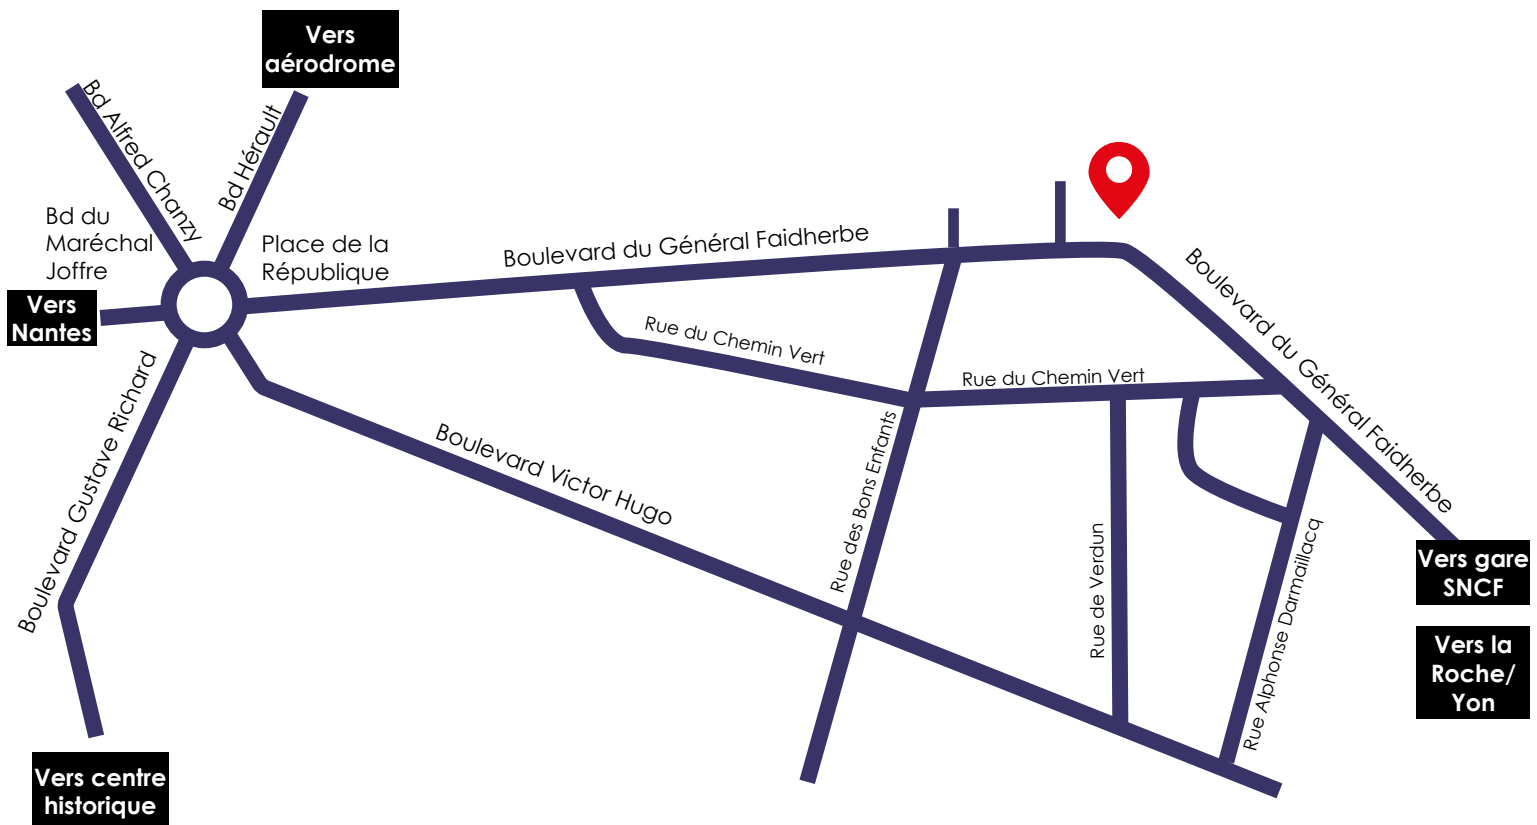 Vers
aérodrome
Bd Alfred Chanzy
Bd Hérault
Bd du
Maréchal
Joffre
Place de la
République
Vers
Nantes
Boulevard du Général Faidherbe
Boulevard du Général Faidherbe
Rue du Chemin Vert
Rue du Chemin Vert
Boulevard Gustave Richard
Boulevard Victor Hugo
Rue des Bons Enfants
Rue de Verdun
Rue Alphonse Darmaillacq
Vers gare
SNCF
Vers la
Roche/
Yon
Vers centre
historique